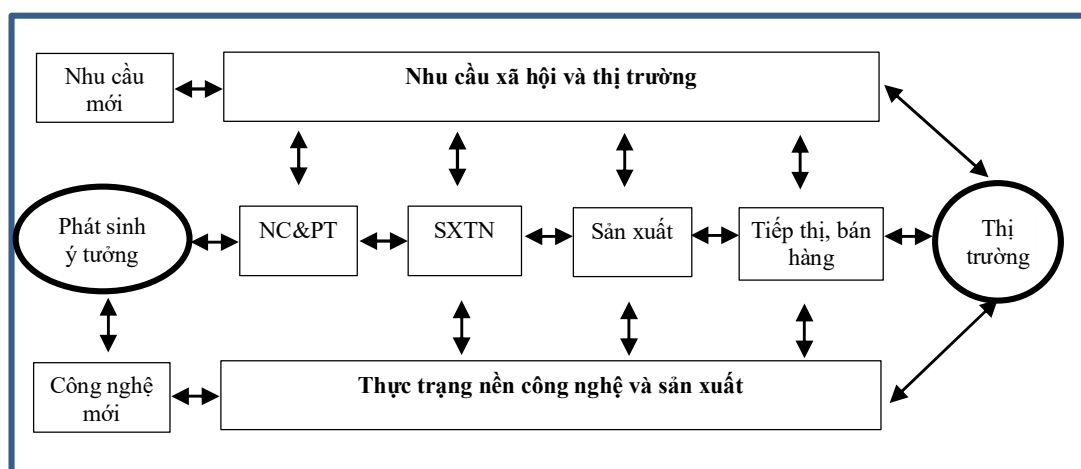 Nhu cầu
mới
Nhu cầu xã hội và thị trường
Phát sinh
ý tưởng
NC&PT
SXTN
Sản xuất
Tiếp thị, bán
hàng
Thị
trường
Công nghệ
mới
Thực trạng nền công nghệ và sản xuất